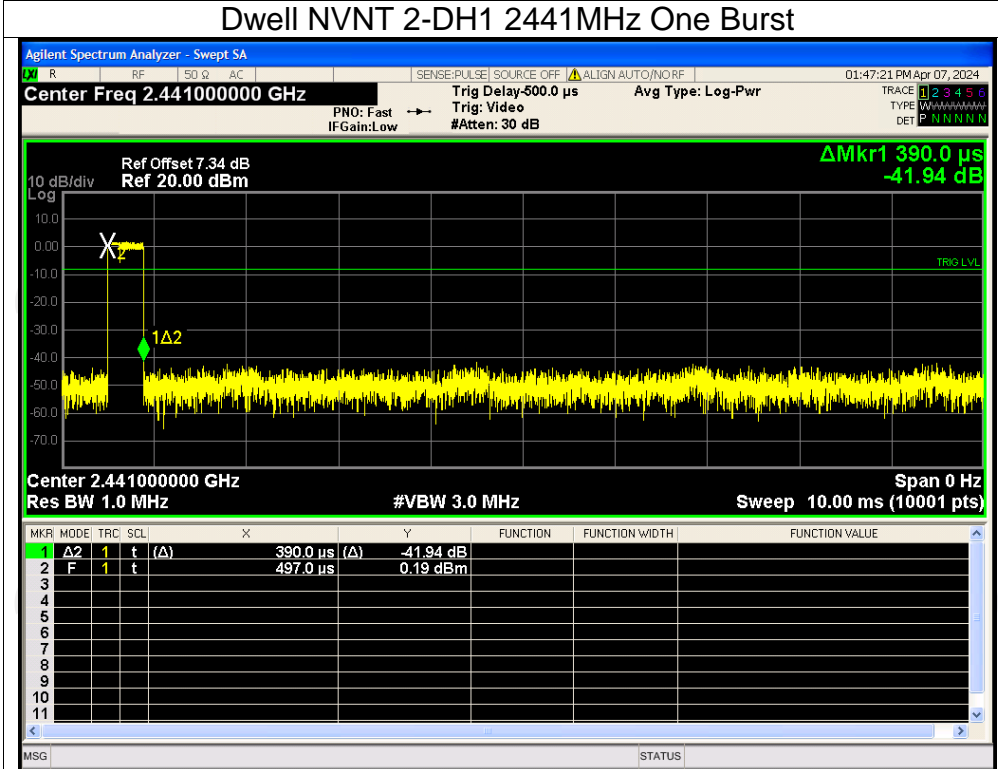 Dwell NVNT 2-DH1 2441MHz One Burst
Agilent Spectrum Analyzer - Swept SA
LXI R RF 50 Ω AC SENSE:PULSE SOURCE OFF ALIGN AUTO/NO RF 01:47:21 PM Apr 07, 2024
Center Freq 2.441000000 GHz Trig Delay-500.0 µs Avg Type: Log-Pwr TRACE 1 2 3 4 5 6
PNO: Fast Trig: Video TYPE WWWWWWW
IFGain:Low #Atten: 30 dB DET P N N N N N
ΔMkr1 390.0 µs
-41.94 dB
Ref Offset 7.34 dB
10 dB/div Ref 20.00 dBm
Log
10.0
0.00
-10.0
-20.0
-30.0
-40.0
-50.0
-60.0
-70.0
2
TRIG LVL
1Δ2
Center 2.441000000 GHz Span 0 Hz
Res BW 1.0 MHz #VBW 3.0 MHz Sweep 10.00 ms (10001 pts)
MKR MODE TRC SCL X Y FUNCTION FUNCTION WIDTH FUNCTION VALUE
1 Δ2 1 t (Δ) 390.0 µs (Δ) -41.94 dB
2 F 1 t 497.0 µs 0.19 dBm
3
4
5
6
7
8
9
10
11
MSG STATUS